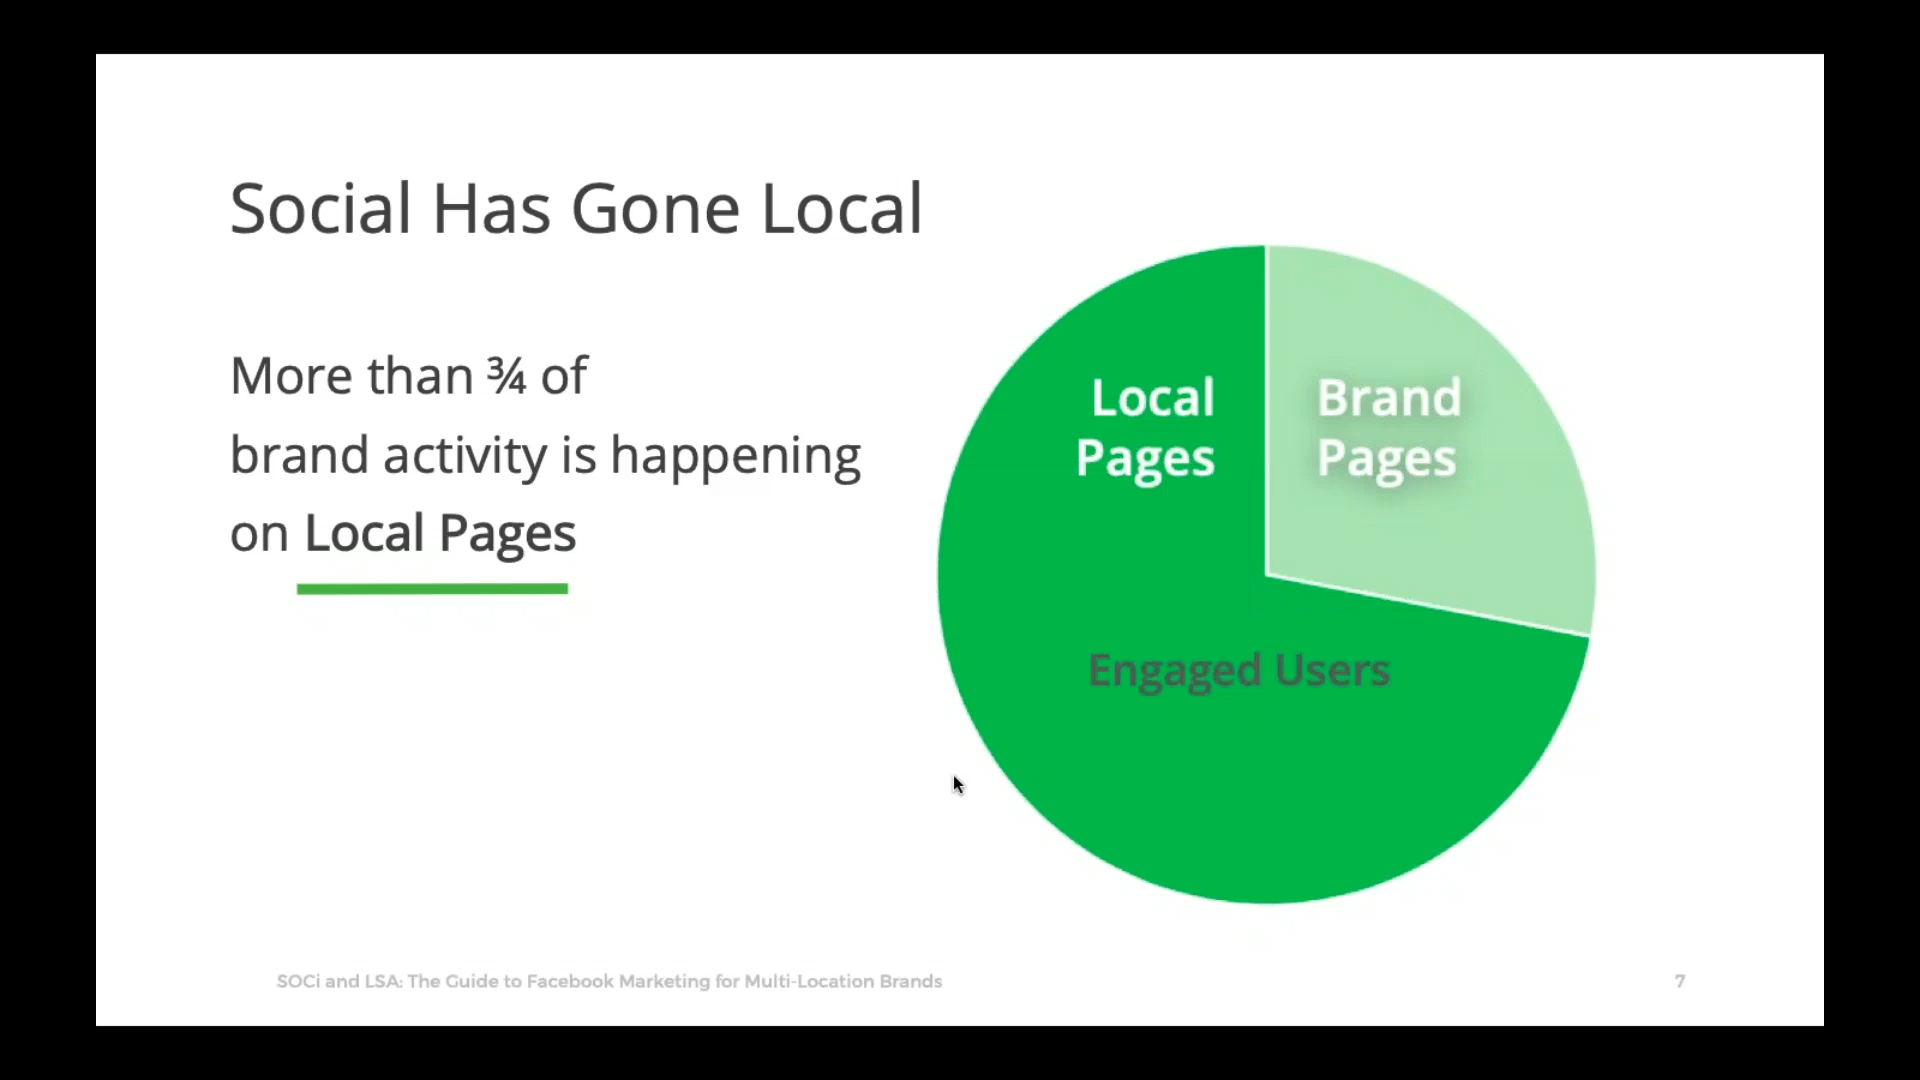 Social Has Gone Local
More than ¾ of
brand activity is happening
on Local Pages
Local
Pages
Brand
Pages
Engaged Users
SOCi and LSA: The Guide to Facebook Marketing for Multi-Location Brands
7